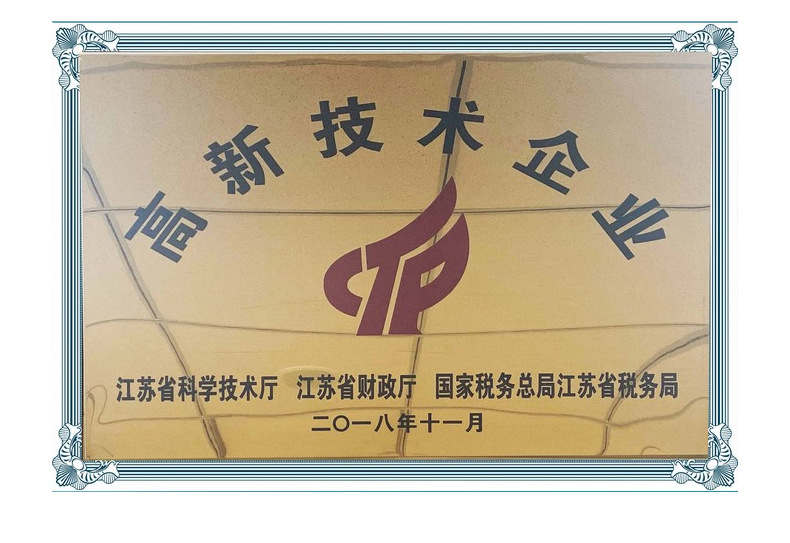 高新技术企业
CTP
江苏省科学技术厅 江苏省财政厅 国家税务总局江苏省税务局
二〇一八年十一月